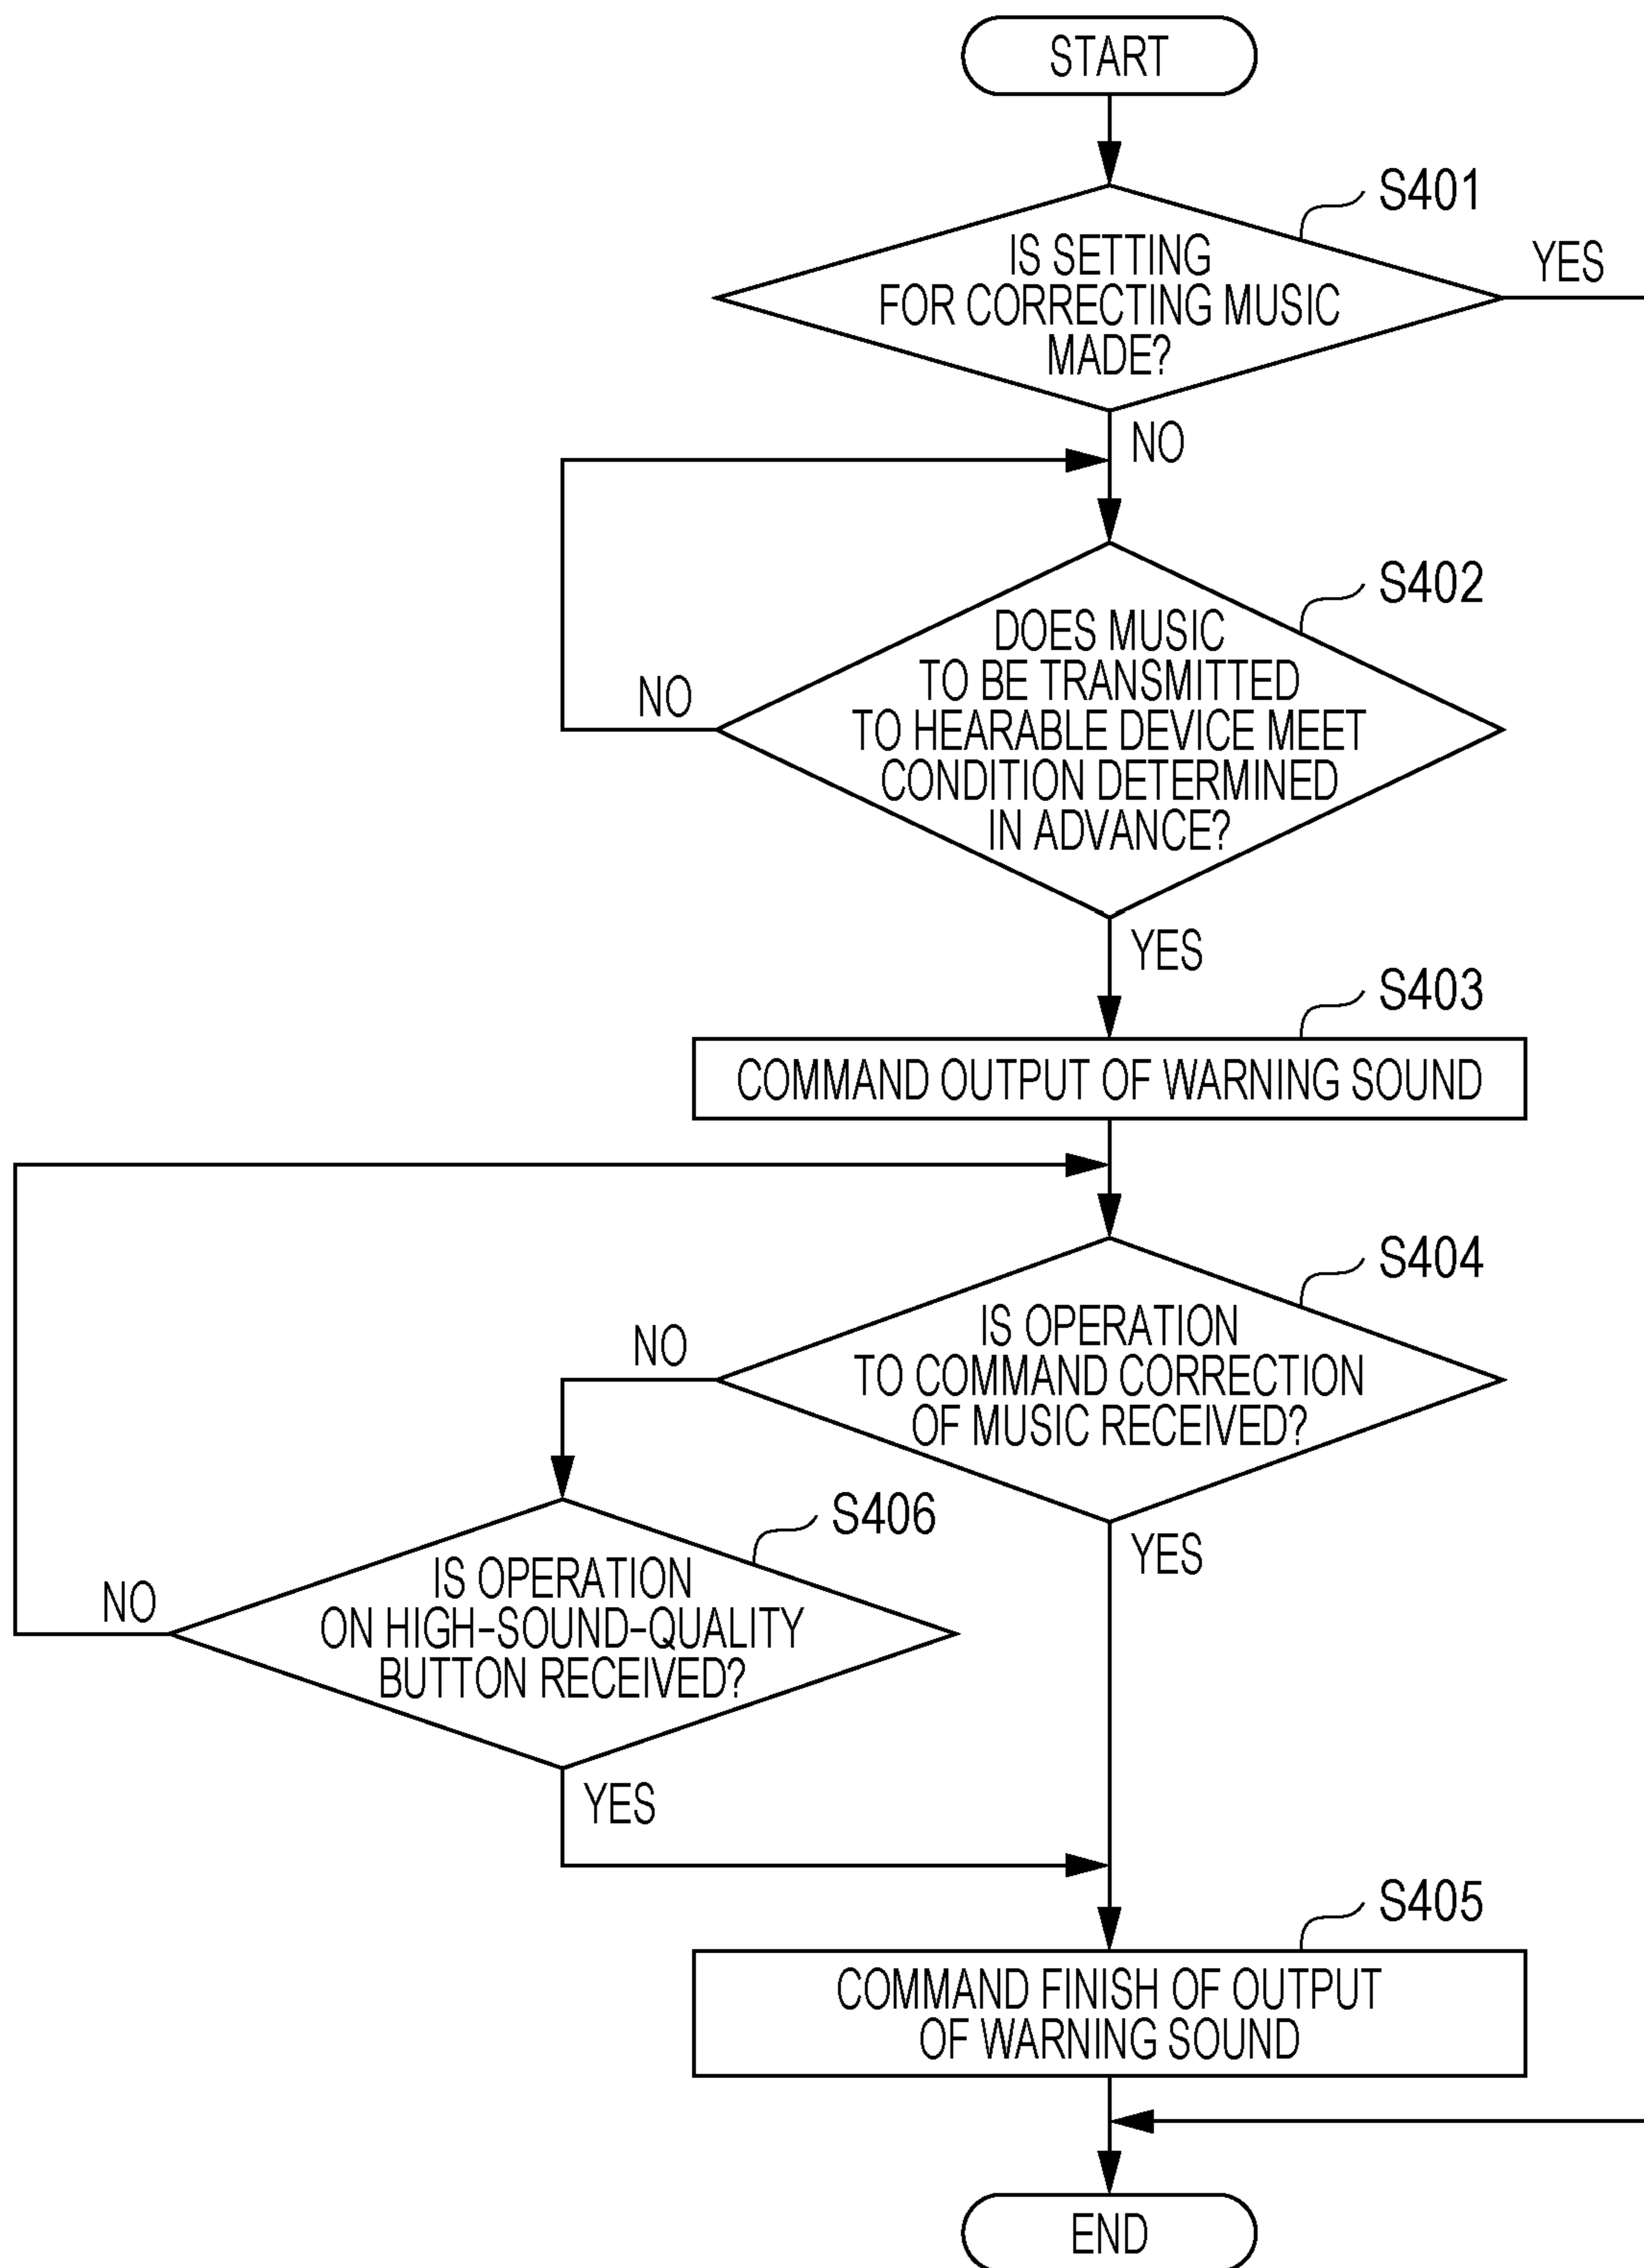 START
S401
IS SETTING
FOR CORRECTING MUSIC
MADE?
YES
NO
S402
DOES MUSIC
TO BE TRANSMITTED
TO HEARABLE DEVICE MEET
CONDITION DETERMINED
IN ADVANCE?
NO
YES
S403
COMMAND OUTPUT OF WARNING SOUND
S404
IS OPERATION
TO COMMAND CORRECTION
OF MUSIC RECEIVED?
NO
YES
S406
IS OPERATION
ON HIGH-SOUND-QUALITY
BUTTON RECEIVED?
NO
YES
S405
COMMAND FINISH OF OUTPUT
OF WARNING SOUND
END